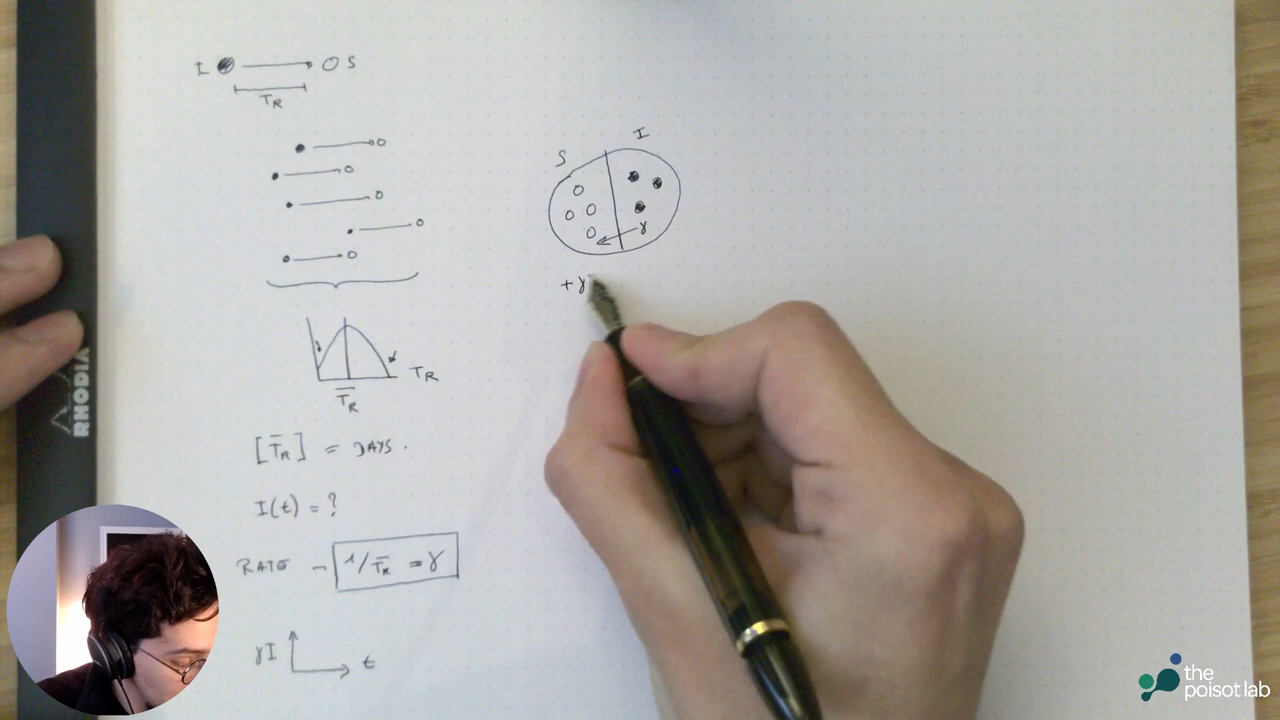 I S
T_R
T_R
T̄_R
[T̄_R] = DAYS.
I(t) = ?
RATE 1/T̄_R = γ
γI t
S I
γ
+γ
RHODIA
the
poisot lab